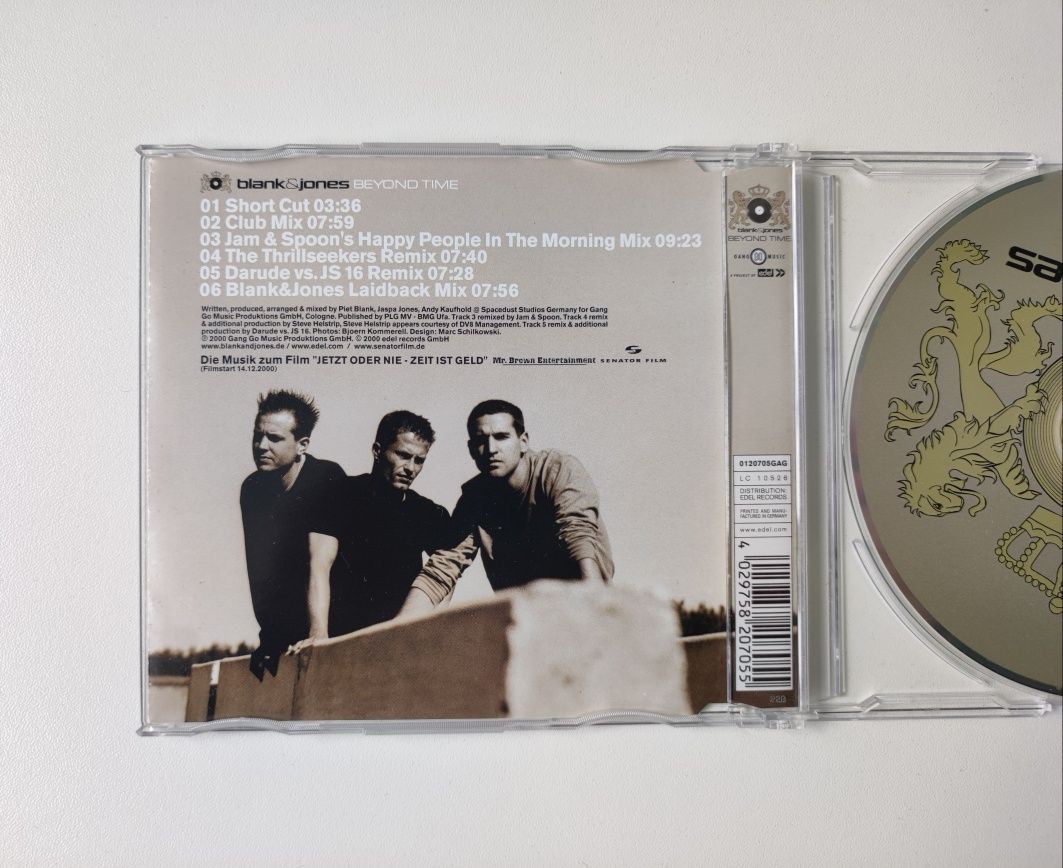 blank&jones BEYOND TIME
01 Short Cut 03:36
02 Club Mix 07:59
03 Jam & Spoon's Happy People In The Morning Mix 09:23
04 The Thrillseekers Remix 07:40
05 Darude vs. JS 16 Remix 07:28
06 Blank&Jones Laidback Mix 07:56
Written, produced, arranged & mixed by Piet Blank, Jaspa Jones, Andy Kaufhold @ Spacedust Studios Germany for Gang
Go Music Produktions GmbH, Cologne. Published by PLG MV - BMG Ufa. Track 3 remixed by Jam & Spoon. Track 4 remix
& additional production by Steve Helstrip, Steve Helstrip appears courtesy of DV8 Management. Track 5 remix & additional
production by Darude vs. JS 16. Photos: Bjoern Kommerell. Design: Marc Schilkowski.
℗ 2000 Gang Go Music Produktions GmbH. © 2000 edel records GmbH
www.blankandjones.de / www.edel.com / www.senatorfilm.de
Die Musik zum Film "JETZT ODER NIE - ZEIT IST GELD" Mr. Brown Entertainment SENATOR FILM
(Filmstart 14.12.2000)
blank&jones
BEYOND TIME
GANG GO MUSIC
A PROJECT OF edel
0120705GAG
LC 10526
DISTRIBUTION:
EDEL RECORDS
PRINTED AND MANU-
FACTURED IN GERMANY
www.edel.com
4 029758 207055
228
sa